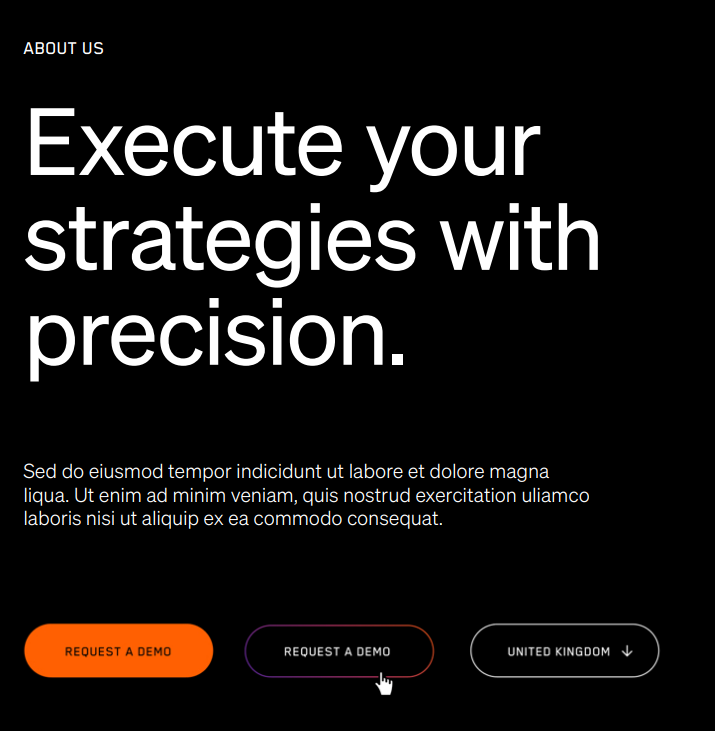 ABOUT US
Execute your
strategies with
precision.
Sed do eiusmod tempor indicidunt ut labore et dolore magna
liqua. Ut enim ad minim veniam, quis nostrud exercitation uliamco
laboris nisi ut aliquip ex ea commodo consequat.
REQUEST A DEMO
REQUEST A DEMO
UNITED KINGDOM ↓